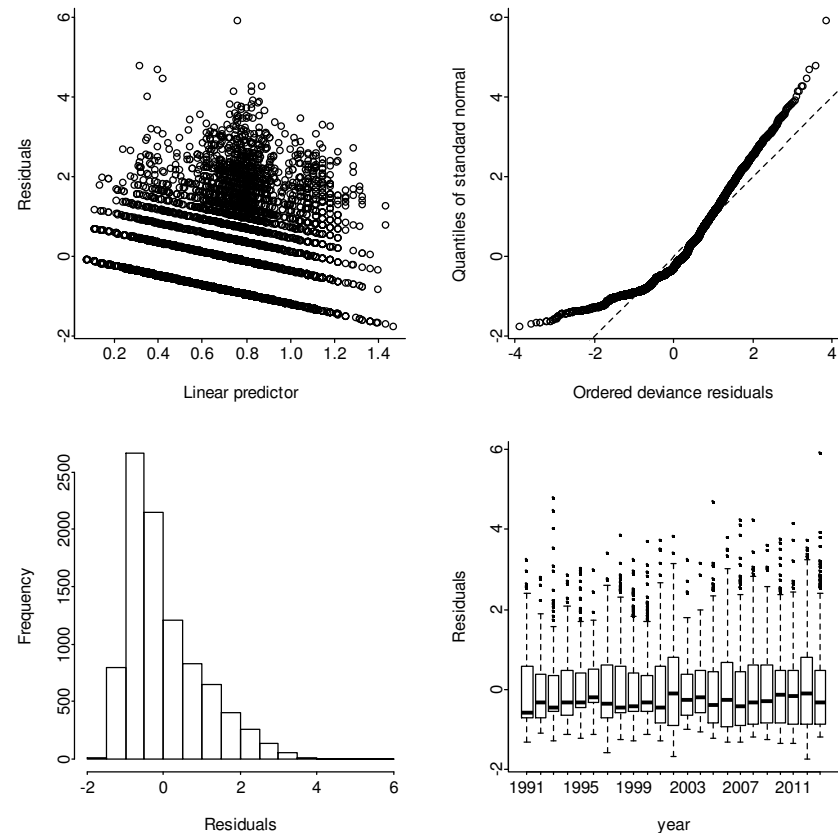 6
4
2
0
-2
Residuals
0.2 0.4 0.6 0.8 1.0 1.2 1.4
Linear predictor
6
4
2
0
-2
Quantiles of standard normal
-4 -2 0 2 4
Ordered deviance residuals
2500
2000
1500
1000
500
0
Frequency
-2 0 2 4 6
Residuals
6
4
2
0
-2
Residuals
1991 1995 1999 2003 2007 2011
year